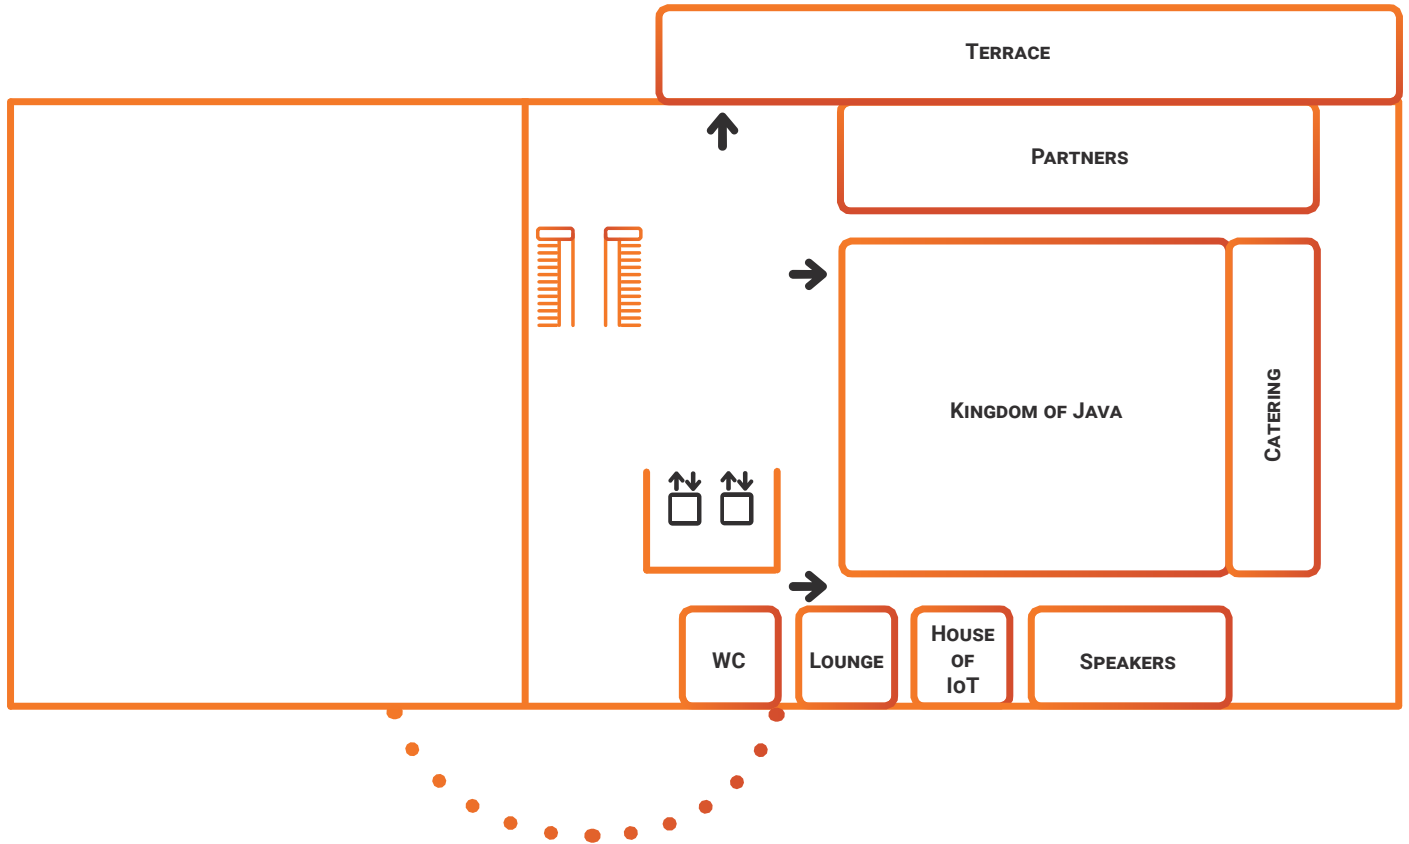 Terrace
Partners
Kingdom of Java
Catering
WC
Lounge
House
of
IoT
Speakers